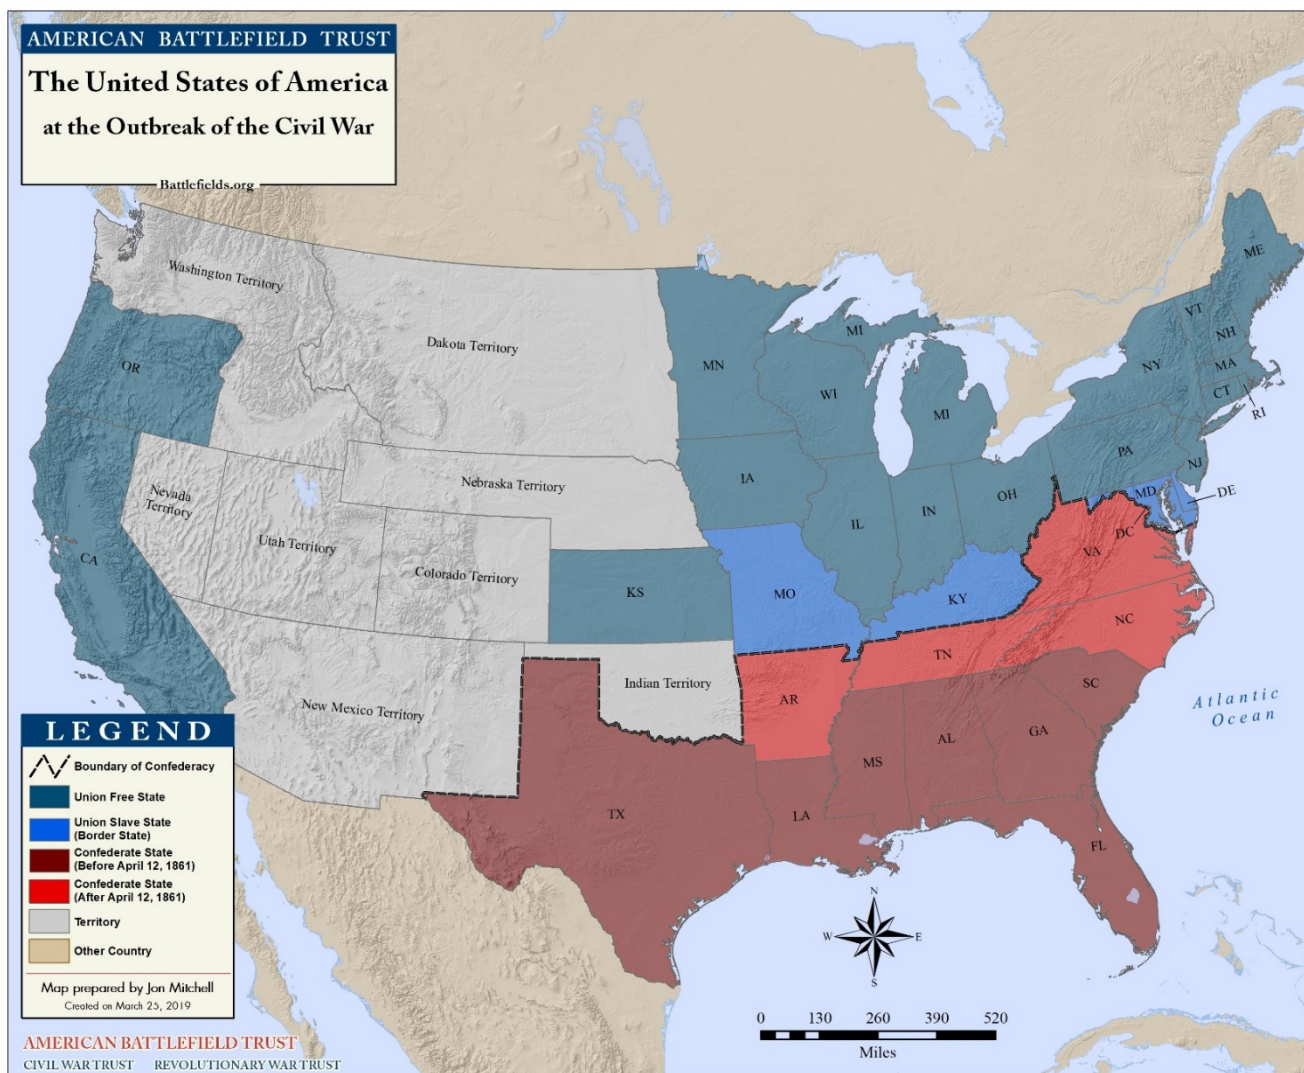 AMERICAN BATTLEFIELD TRUST
The United States of America
at the Outbreak of the Civil War
Battlefields.org
Washington Territory
Dakota Territory
OR
MN
MI
WI
MI
ME
VT
NH
NY
MA
CT
RI
PA
NJ
Nevada
Territory
Nebraska Territory
IA
IL
IN
OH
MD
DE
DC
CA
Utah Territory
Colorado Territory
KS
MO
KY
VA
New Mexico Territory
Indian Territory
AR
TN
NC
SC
TX
LA
MS
AL
GA
FL
Atlantic
Ocean
LEGEND
Boundary of Confederacy
Union Free State
Union Slave State
(Border State)
Confederate State
(Before April 12, 1861)
Confederate State
(After April 12, 1861)
Territory
Other Country
Map prepared by Jon Mitchell
Created on March 25, 2019
AMERICAN BATTLEFIELD TRUST
CIVIL WAR TRUST REVOLUTIONARY WAR TRUST
N
W E
S
0 130 260 390 520
Miles